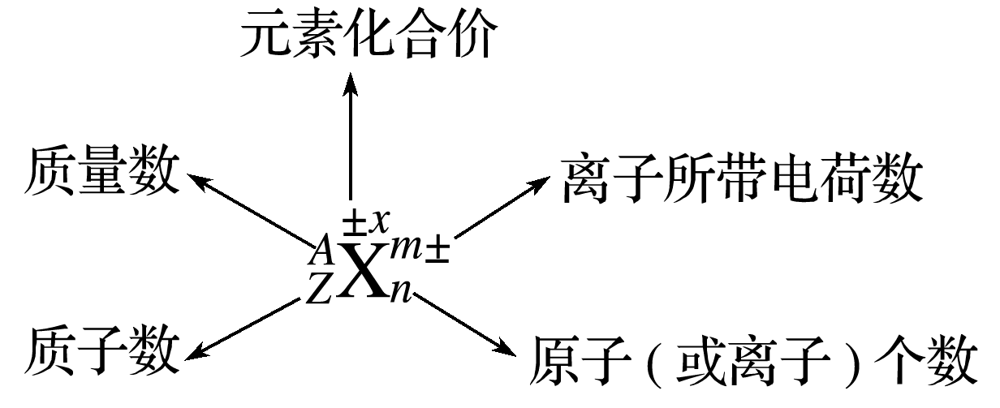 元素化合价
质量数
离子所带电荷数
±x
A
X
m±
Z
n
质子数
原子(或离子)个数